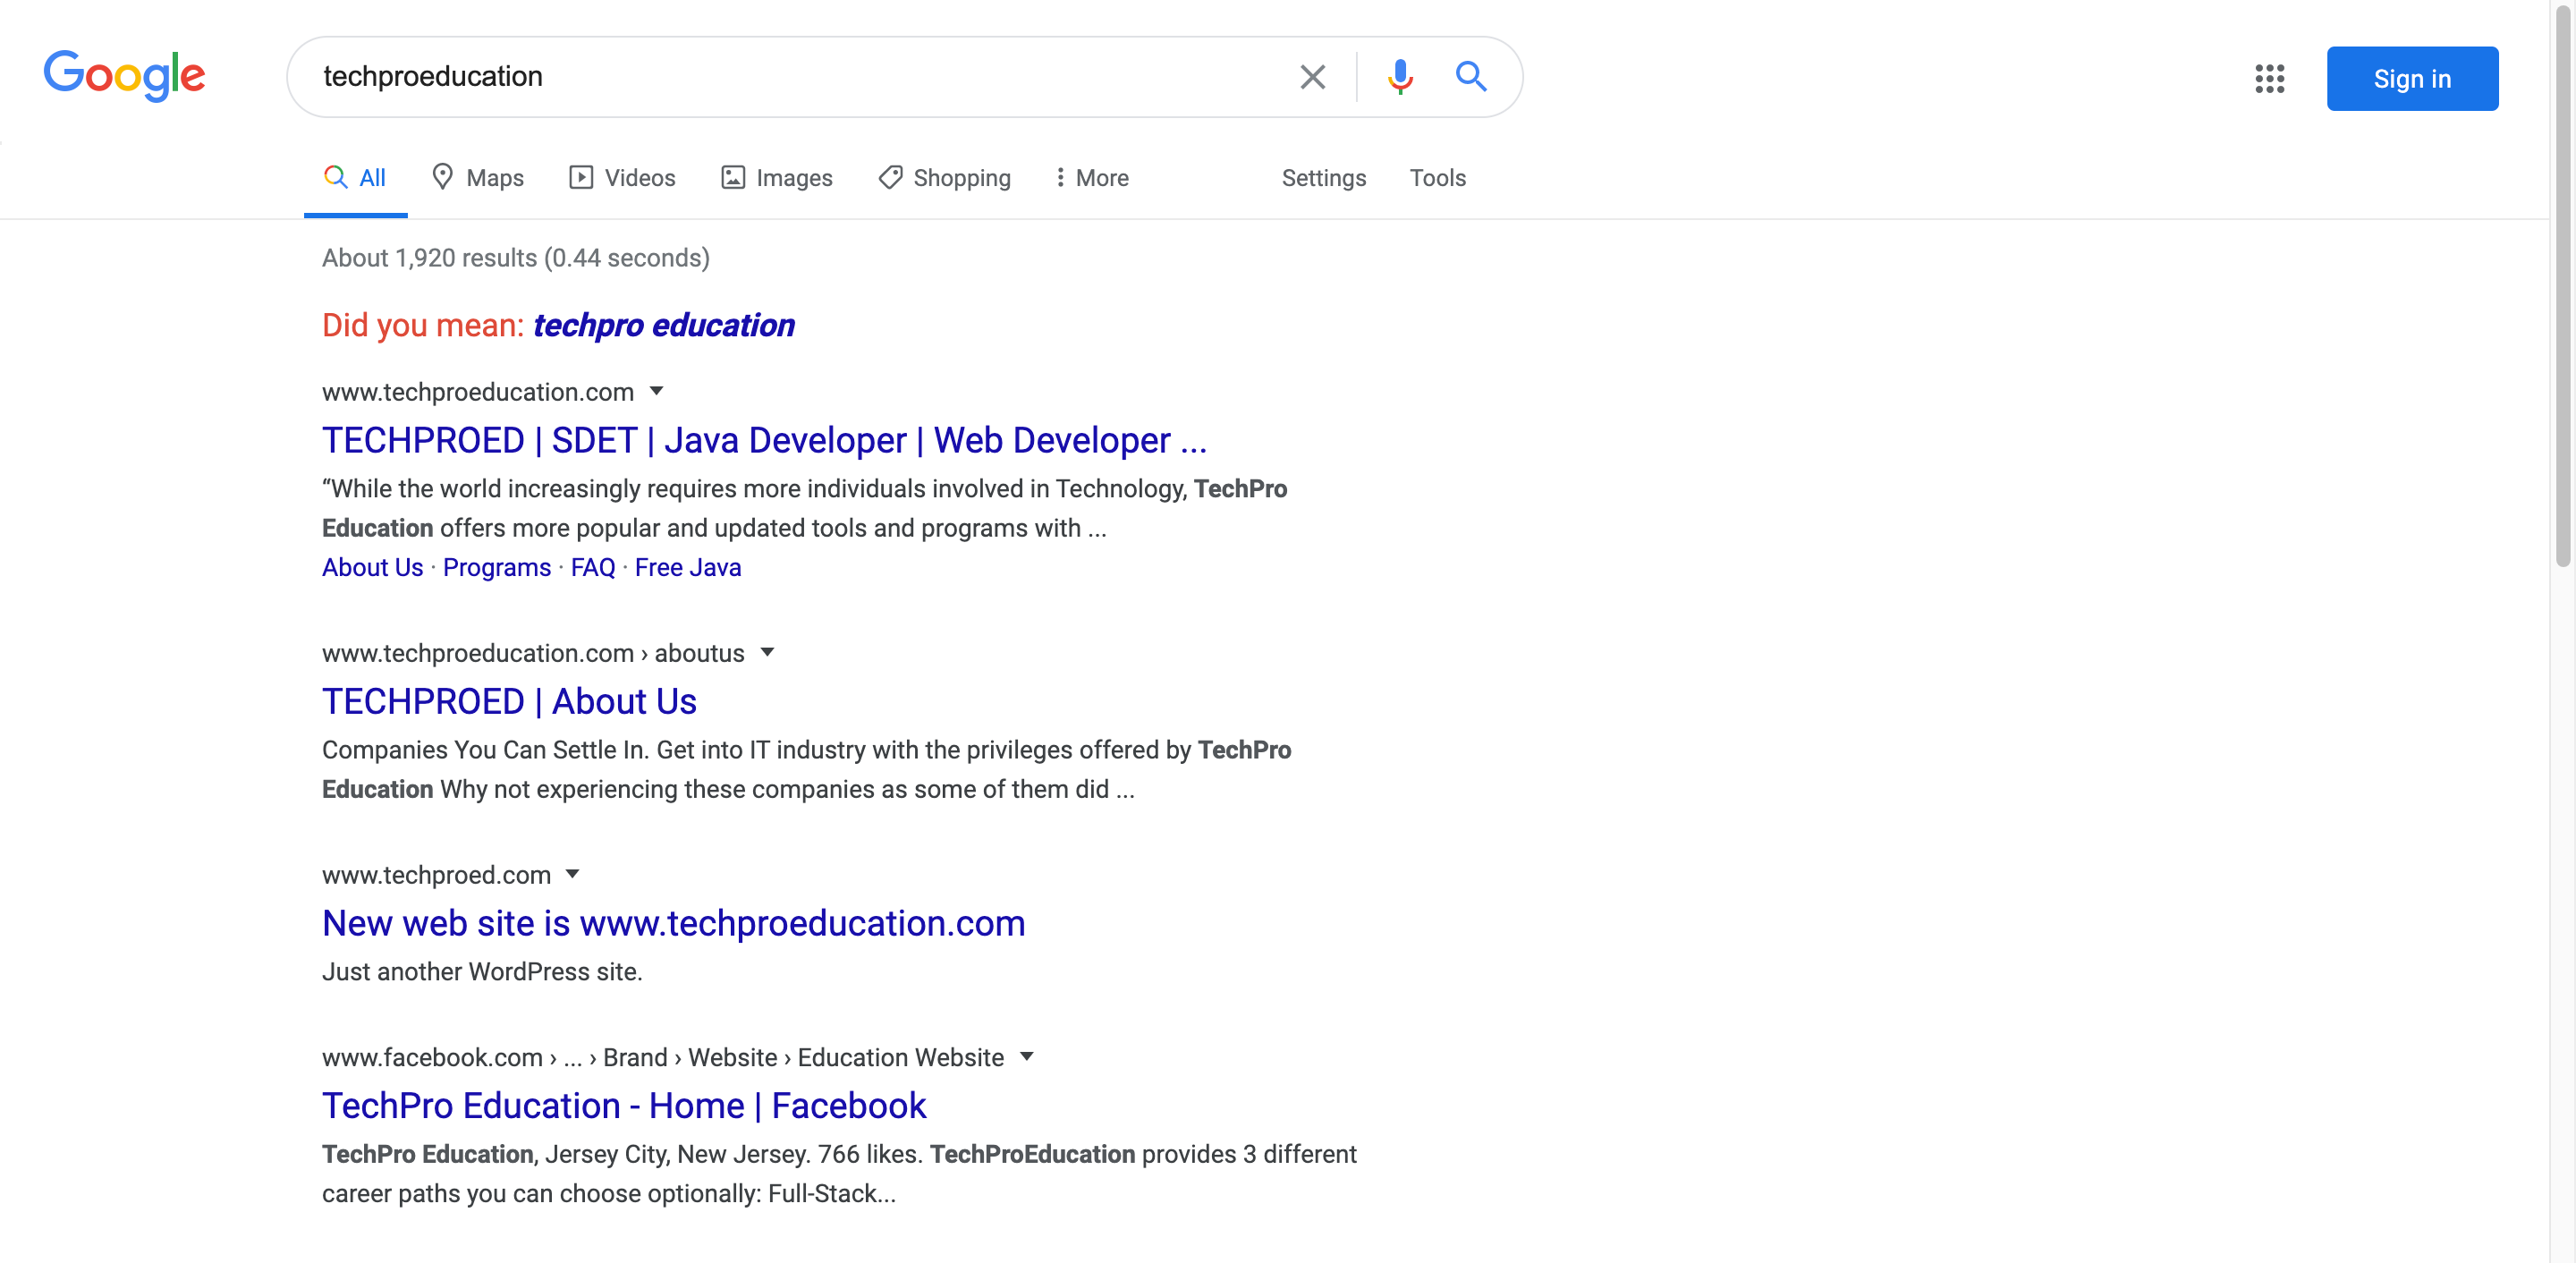 Google
techproeducation
Sign in
All
Maps
Videos
Images
Shopping
More
Settings
Tools
About 1,920 results (0.44 seconds)
Did you mean: techpro education
www.techproeducation.com
TECHPROED | SDET | Java Developer | Web Developer ...
“While the world increasingly requires more individuals involved in Technology, TechPro
Education offers more popular and updated tools and programs with ...
About Us · Programs · FAQ · Free Java
www.techproeducation.com › aboutus
TECHPROED | About Us
Companies You Can Settle In. Get into IT industry with the privileges offered by TechPro
Education Why not experiencing these companies as some of them did ...
www.techproed.com
New web site is www.techproeducation.com
Just another WordPress site.
www.facebook.com › ... › Brand › Website › Education Website
TechPro Education - Home | Facebook
TechPro Education, Jersey City, New Jersey. 766 likes. TechProEducation provides 3 different
career paths you can choose optionally: Full-Stack...